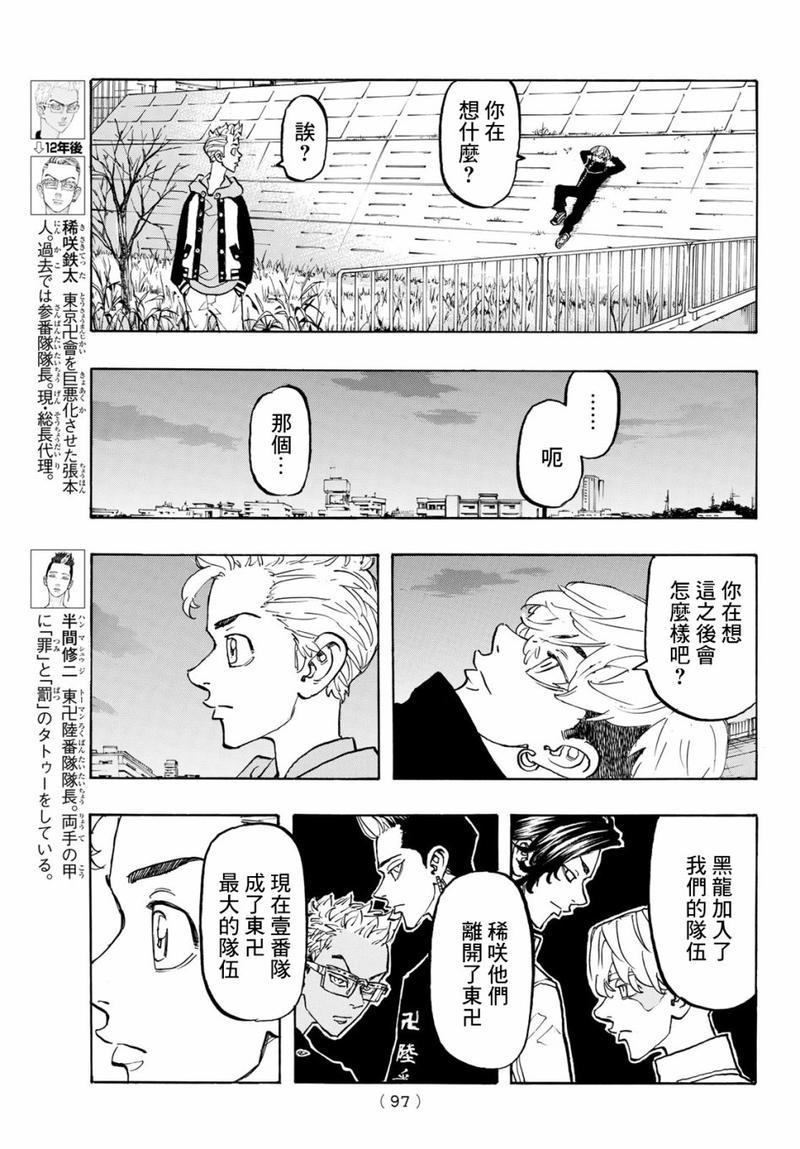 你在
想什麼？
誒？
……
呃
那個…
你在想
這之後會
怎麼樣吧？
黑龍加入了
我們的隊伍
稀咲他們
離開了東卍
現在壹番隊
成了東卍
最大的隊伍
卍陸
⇩12年後
稀咲鉄太 東京卍會を巨悪化させた張本
人。過去では参番隊隊長。現・総長代理。
半間修二 東卍陸番隊隊長。両手の甲
に「罪」と「罰」のタトゥーをしている。
(97)